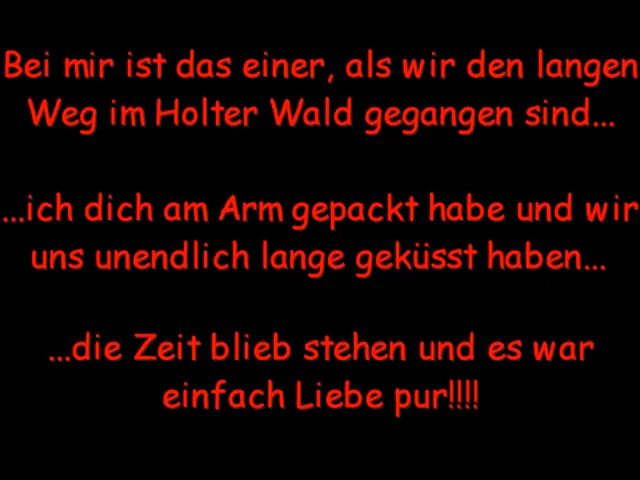 Bei mir ist das einer, als wir den langen
Weg im Holter Wald gegangen sind...
...ich dich am Arm gepackt habe und wir
uns unendlich lange geküsst haben...
...die Zeit blieb stehen und es war
einfach Liebe pur!!!!